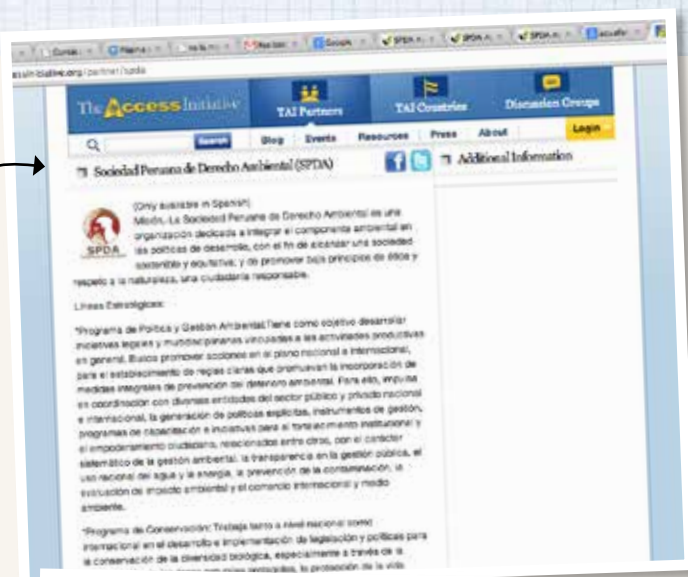 accessinitiative.org/partner/spda
The Access Initiative
TAI Partners
TAI Countries
Discussion Groups
Search
Blog Events Resources Press About
Login
Sociedad Peruana de Derecho Ambiental (SPDA)
Additional Information
SPDA
(Only available in Spanish)
Misión.-La Sociedad Peruana de Derecho Ambiental es una
organización dedicada a integrar el componente ambiental en
las políticas de desarrollo, con el fin de alcanzar una sociedad
sostenible y equitativa; y de promover bajo principios de ética y
respeto a la naturaleza, una ciudadanía responsable.
Líneas Estratégicas:
*Programa de Política y Gestión Ambiental:Tiene como objetivo desarrollar
iniciativas legales y multidisciplinarias vinculadas a las actividades productivas
en general. Busca promover acciones en el plano nacional e internacional,
para el establecimiento de reglas claras que promuevan la incorporación de
medidas integrales de prevención del deterioro ambiental. Para ello, impulsa
en coordinación con diversas entidades del sector público y privado nacional
e internacional, la generación de políticas explícitas, instrumentos de gestión,
programas de capacitación e iniciativas para el fortalecimiento institucional y
el empoderamiento ciudadano, relacionados entre otros, con el carácter
sistemático de la gestión ambiental, la transparencia en la gestión pública, el
uso racional del agua y la energía, la prevención de la contaminación, la
evaluación de impacto ambiental y el comercio internacional y medio
ambiente.
*Programa de Conservación: Trabaja tanto a nivel nacional como
internacional en el desarrollo e implementación de legislación y políticas para
la conservación de la diversidad biológica, especialmente a través de la
protegidas, la protección de la vida